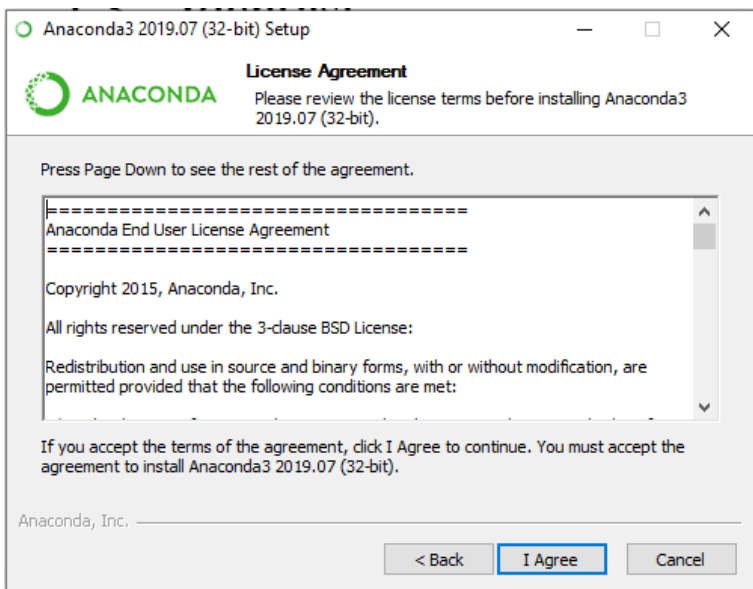 Anaconda3 2019.07 (32-bit) Setup
ANACONDA
License Agreement
Please review the license terms before installing Anaconda3
2019.07 (32-bit).
Press Page Down to see the rest of the agreement.
===================================
Anaconda End User License Agreement
===================================
Copyright 2015, Anaconda, Inc.
All rights reserved under the 3-clause BSD License:
Redistribution and use in source and binary forms, with or without modification, are
permitted provided that the following conditions are met:
If you accept the terms of the agreement, click I Agree to continue. You must accept the
agreement to install Anaconda3 2019.07 (32-bit).
Anaconda, Inc.
< Back
I Agree
Cancel